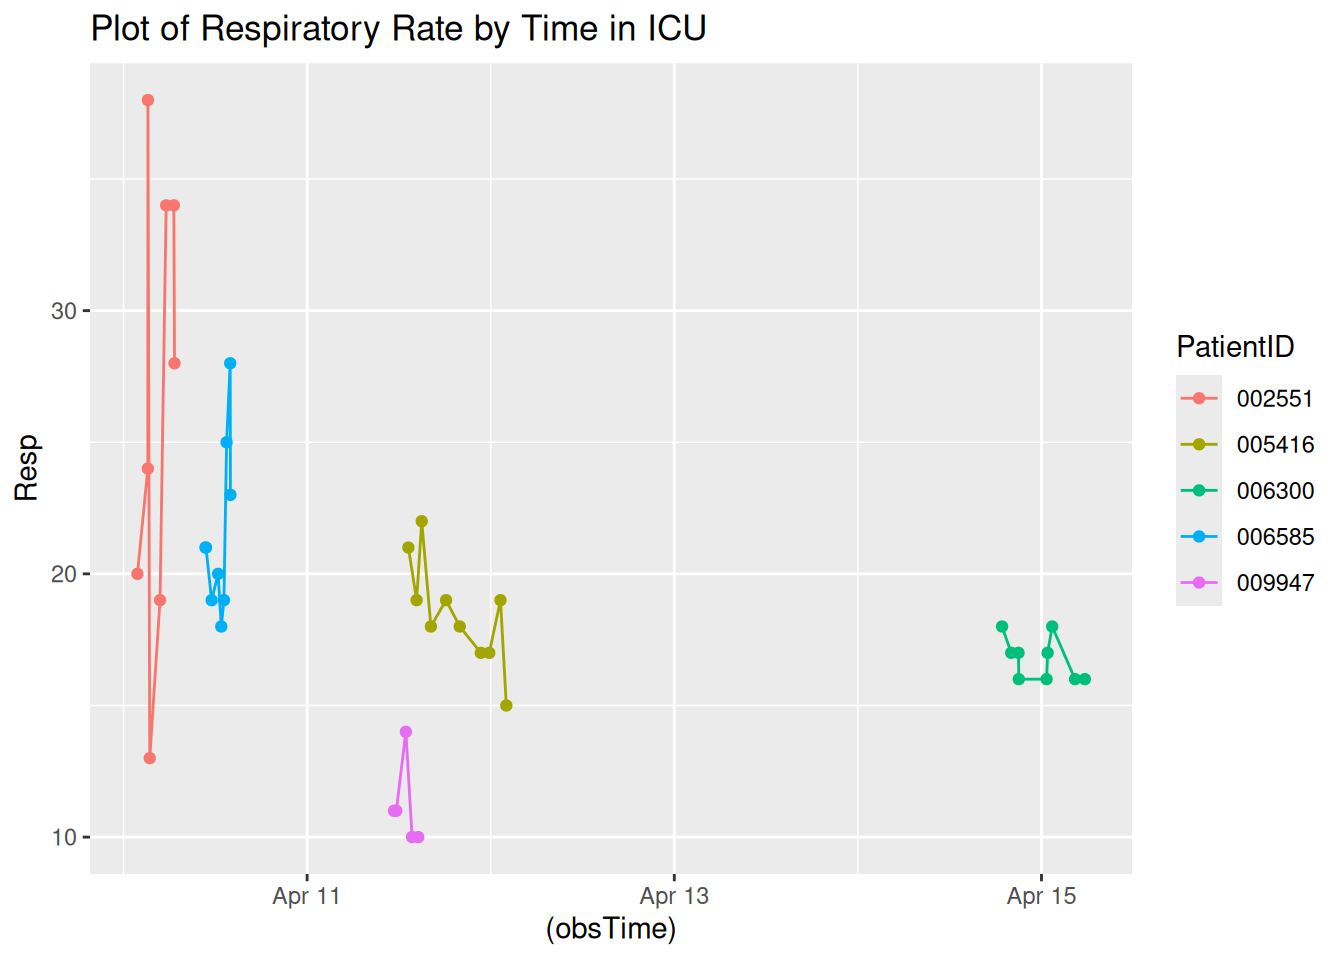 Plot of Respiratory Rate by Time in ICU
Resp
30
20
10
Apr 11
Apr 13
Apr 15
(obsTime)
PatientID
002551
005416
006300
006585
009947